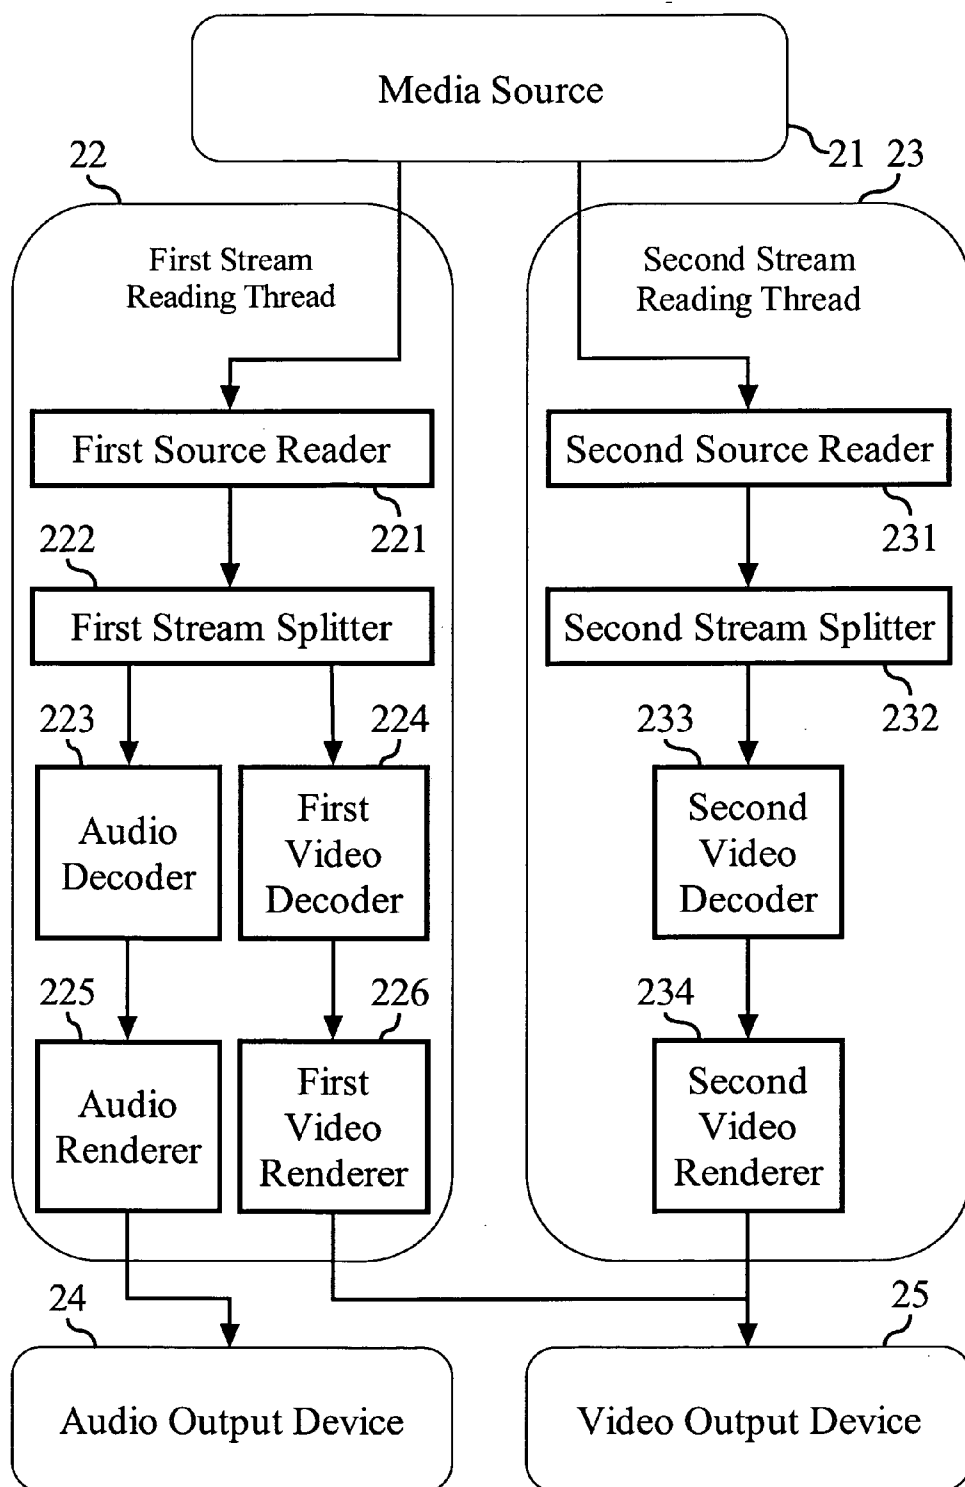 Media Source
21
22
23
First Stream
Reading Thread
Second Stream
Reading Thread
First Source Reader
Second Source Reader
221
231
222
First Stream Splitter
Second Stream Splitter
232
223
224
233
Audio
Decoder
First
Video
Decoder
Second
Video
Decoder
225
226
234
Audio
Renderer
First
Video
Renderer
Second
Video
Renderer
24
25
Audio Output Device
Video Output Device